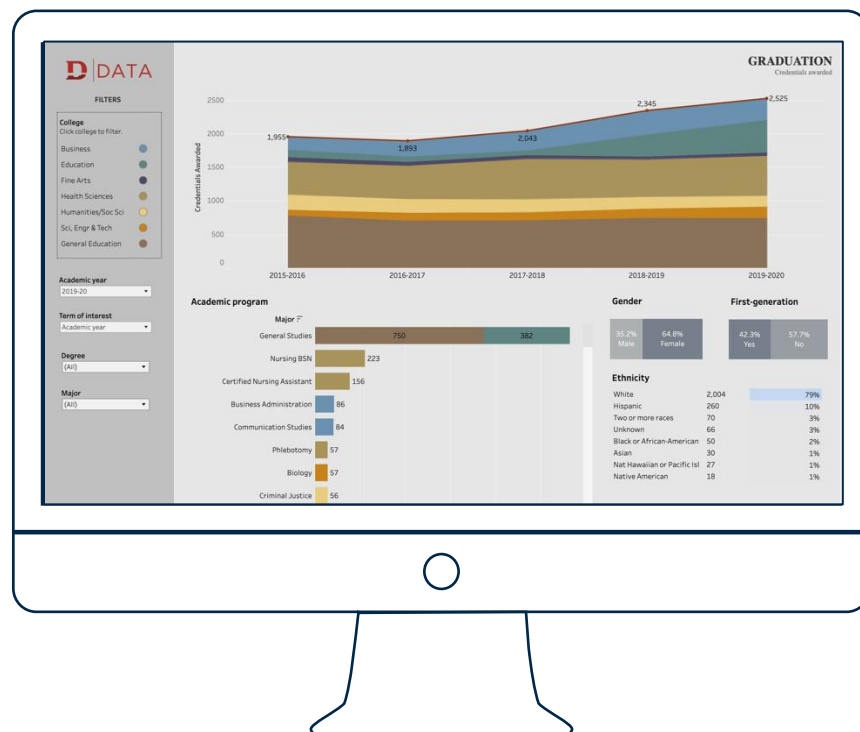 D DATA
FILTERS
College
Click college to filter.
Business
Education
Fine Arts
Health Sciences
Humanities/Soc Sci
Sci, Engr & Tech
General Education
Academic year
2019-20
Term of interest
Academic year
Degree
(All)
Major
(All)
GRADUATION
Credentials awarded
Credentials Awarded
2500
2000
1500
1000
500
0
1,955
1,893
2,043
2,345
2,525
2015-2016
2016-2017
2017-2018
2018-2019
2019-2020
Academic program
Major
General Studies 750 382
Nursing BSN 223
Certified Nursing Assistant 156
Business Administration 86
Communication Studies 84
Phlebotomy 57
Biology 57
Criminal Justice 56
Gender
35.2% 64.8%
Male Female
First-generation
42.3% 57.7%
Yes No
Ethnicity
White 2,004 79%
Hispanic 260 10%
Two or more races 70 3%
Unknown 66 3%
Black or African-American 50 2%
Asian 30 1%
Nat Hawaiian or Pacific Isl 27 1%
Native American 18 1%